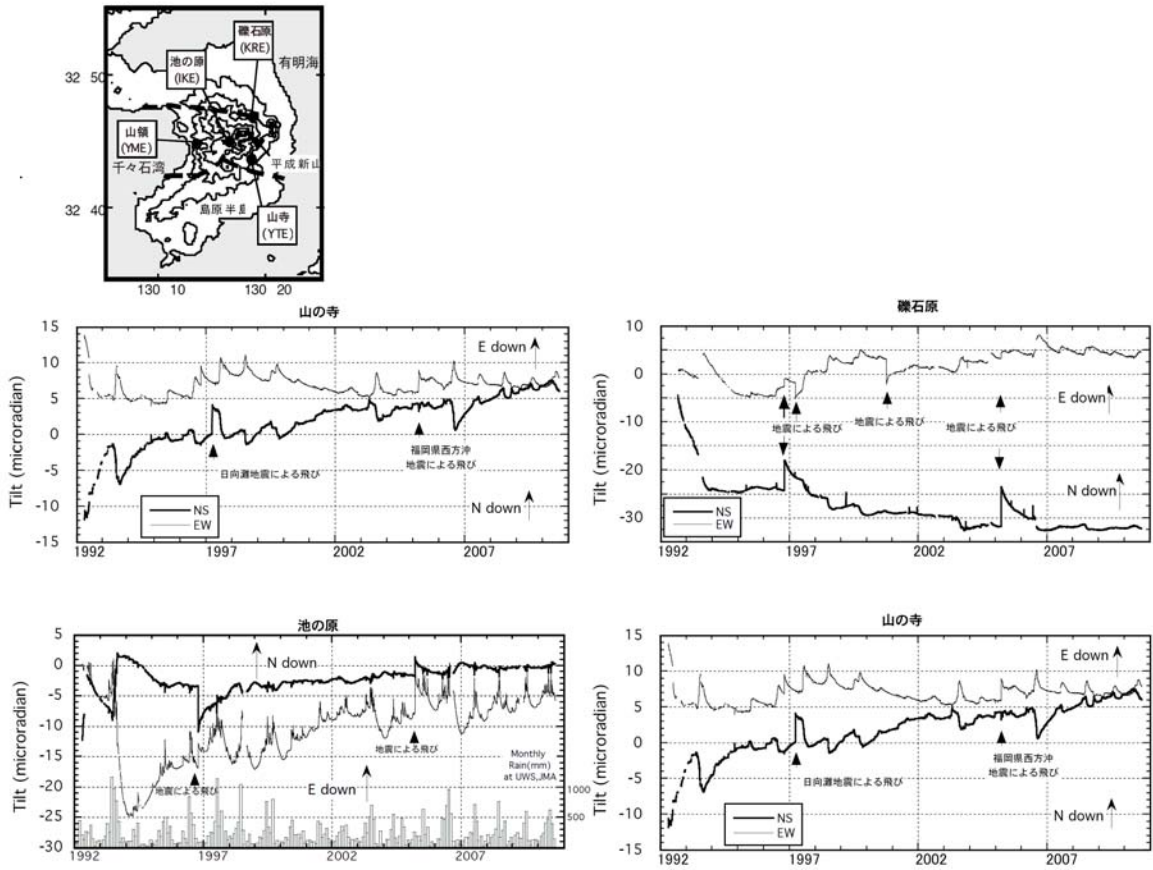 礫石原
(KRE)
池の原
(IKE)
有明海
32 50
山領
(YME)
千々石湾
平成新山
32 40
島原半島
山寺
(YTE)
130 10
130 20
山の寺
Tilt (microradian)
15
10
5
0
-5
-10
-15
E down
日向灘地震による飛び
福岡県西方沖
地震による飛び
N down
NS
EW
1992
1997
2002
2007
礫石原
Tilt (microradian)
10
5
0
-5
-10
-20
-30
E down
地震による飛び
地震による飛び
地震による飛び
N down
NS
EW
1992
1997
2002
2007
池の原
Tilt (microradian)
5
0
-5
-10
-15
-20
-25
-30
N down
地震による飛び
地震による飛び
E down
Monthly
Rain(mm)
at UWS,JMA
1000
500
1992
1997
2002
2007
山の寺
Tilt (microradian)
15
10
5
0
-5
-10
-15
E down
日向灘地震による飛び
福岡県西方沖
地震による飛び
N down
NS
EW
1992
1997
2002
2007